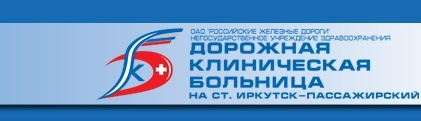 ОАО "РОССИЙСКИЕ ЖЕЛЕЗНЫЕ ДОРОГИ"
НЕГОСУДАРСТВЕННОЕ УЧРЕЖДЕНИЕ ЗДРАВООХРАНЕНИЯ
ДОРОЖНАЯ
КЛИНИЧЕСКАЯ
БОЛЬНИЦА
НА СТ. ИРКУТСК-ПАССАЖИРСКИЙ
К